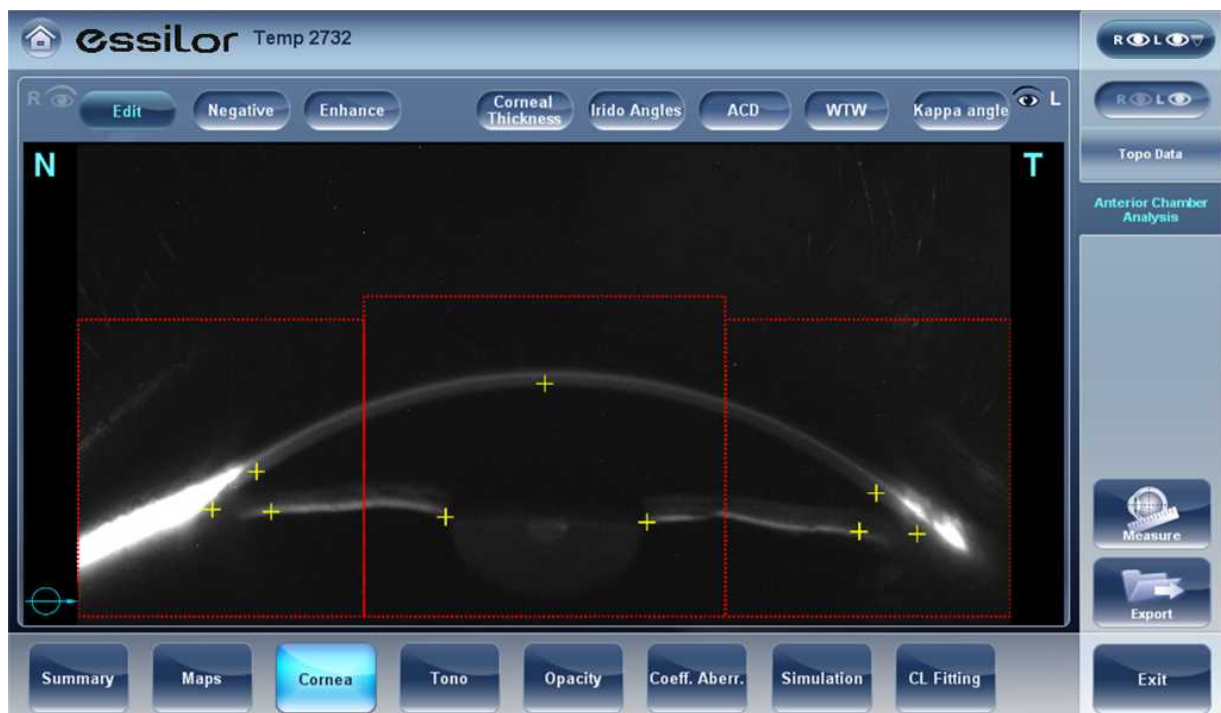 essilor Temp 2732
R L
R
Edit
Negative
Enhance
Corneal
Thickness
Irido Angles
ACD
WTW
Kappa angle
L
R L
N
T
Topo Data
Anterior Chamber
Analysis
Measure
Export
Summary
Maps
Cornea
Tono
Opacity
Coeff. Aberr.
Simulation
CL Fitting
Exit